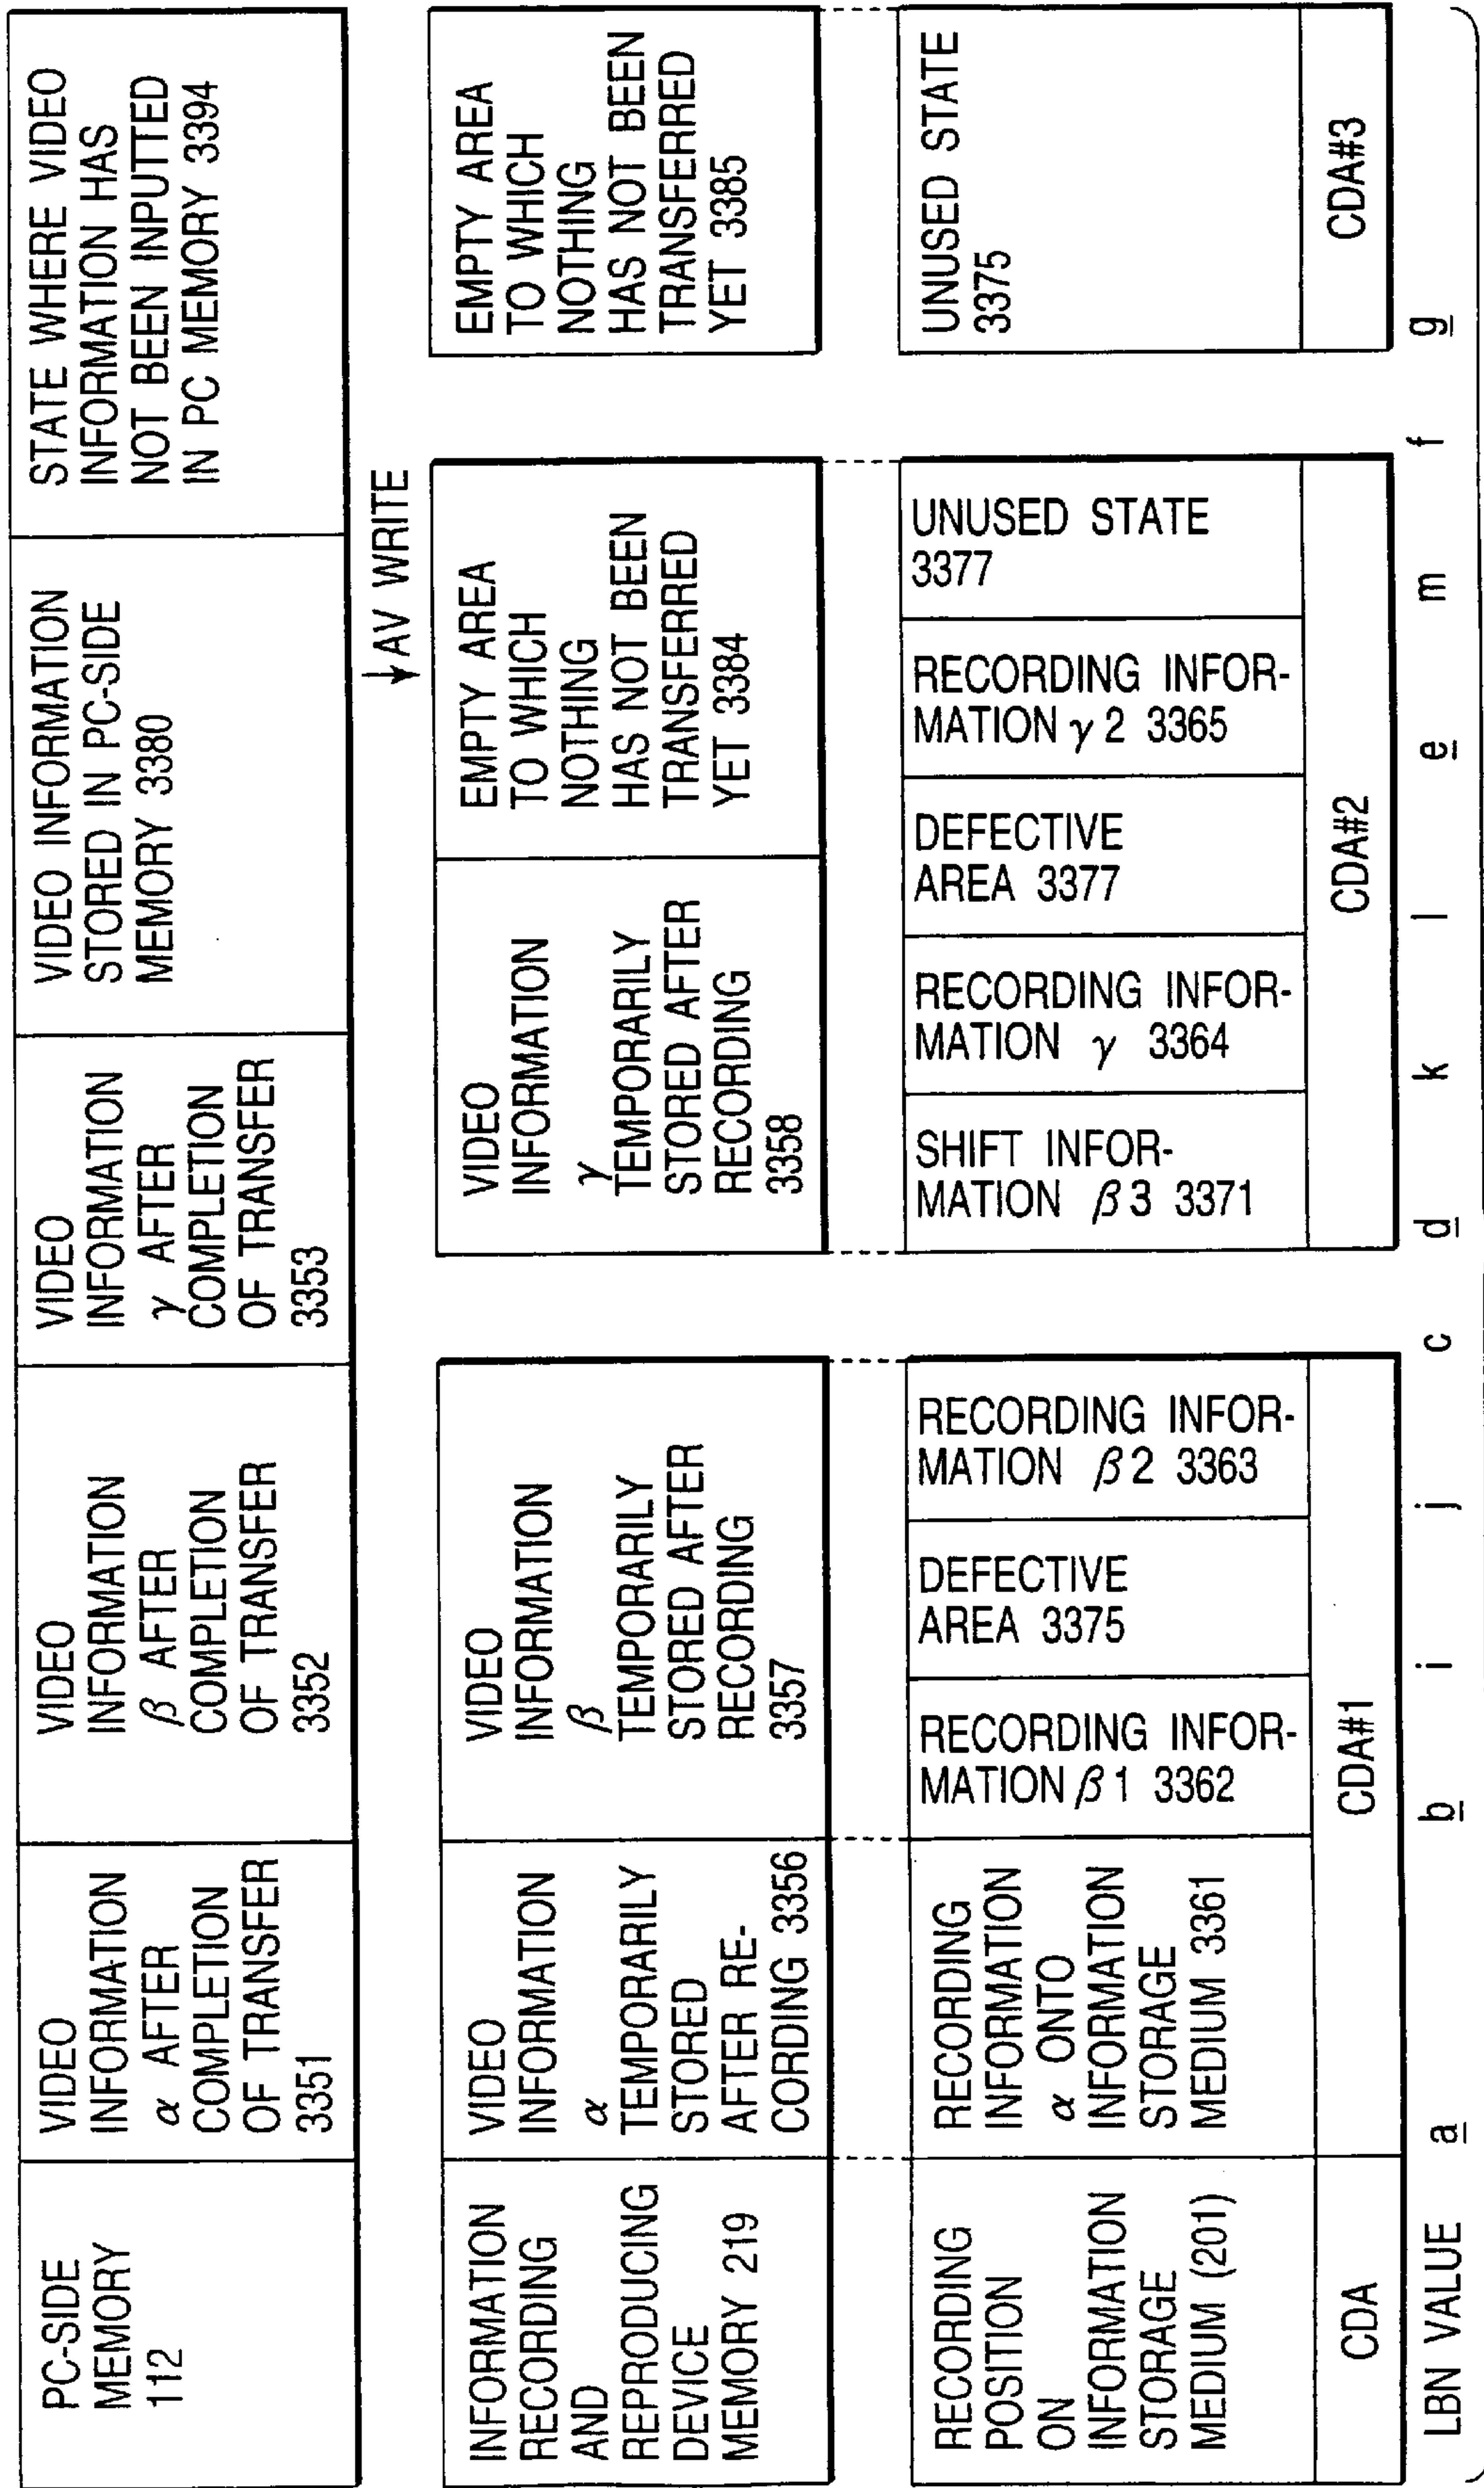 PC-SIDE
MEMORY
112
VIDEO
INFORMATION
α AFTER
COMPLETION
OF TRANSFER
3351
VIDEO
INFORMATION
β AFTER
COMPLETION
OF TRANSFER
3352
VIDEO
INFORMATION
γ AFTER
COMPLETION
OF TRANSFER
3353
VIDEO INFORMATION
STORED IN PC-SIDE
MEMORY 3380
STATE WHERE VIDEO
INFORMATION HAS
NOT BEEN INPUTTED
IN PC MEMORY 3394
↓ AV WRITE
INFORMATION
RECORDING
AND
REPRODUCING
DEVICE
MEMORY 219
VIDEO
INFORMATION
α
TEMPORARILY
STORED
AFTER RE-
CORDING 3356
VIDEO
INFORMATION
β
TEMPORARILY
STORED AFTER
RECORDING
3357
VIDEO
INFORMATION
γ
TEMPORARILY
STORED AFTER
RECORDING
3358
EMPTY AREA
TO WHICH
NOTHING
HAS NOT BEEN
TRANSFERRED
YET 3384
EMPTY AREA
TO WHICH
NOTHING
HAS NOT BEEN
TRANSFERRED
YET 3385
RECORDING
POSITION
ON
INFORMATION
STORAGE
MEDIUM (201)
RECORDING
INFORMATION
α ONTO
INFORMATION
STORAGE
MEDIUM 3361
RECORDING INFOR-
MATION β1 3362
DEFECTIVE
AREA 3375
RECORDING INFOR-
MATION β2 3363
SHIFT INFOR-
MATION β3 3371
RECORDING INFOR-
MATION γ 3364
DEFECTIVE
AREA 3377
RECORDING INFOR-
MATION γ2 3365
UNUSED STATE
3377
UNUSED STATE
3375
CDA CDA#1 CDA#2 CDA#3
LBN VALUE a b i j c d k l e m f g